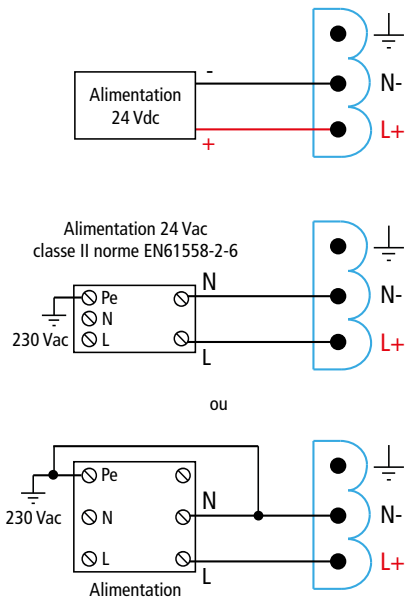 Alimentation
24 Vdc
-
+
N-
L+
Alimentation 24 Vac
classe II norme EN61558-2-6
Pe
N
L
230 Vac
N
L
N-
L+
ou
Pe
N
L
230 Vac
N
L
N-
L+
Alimentation